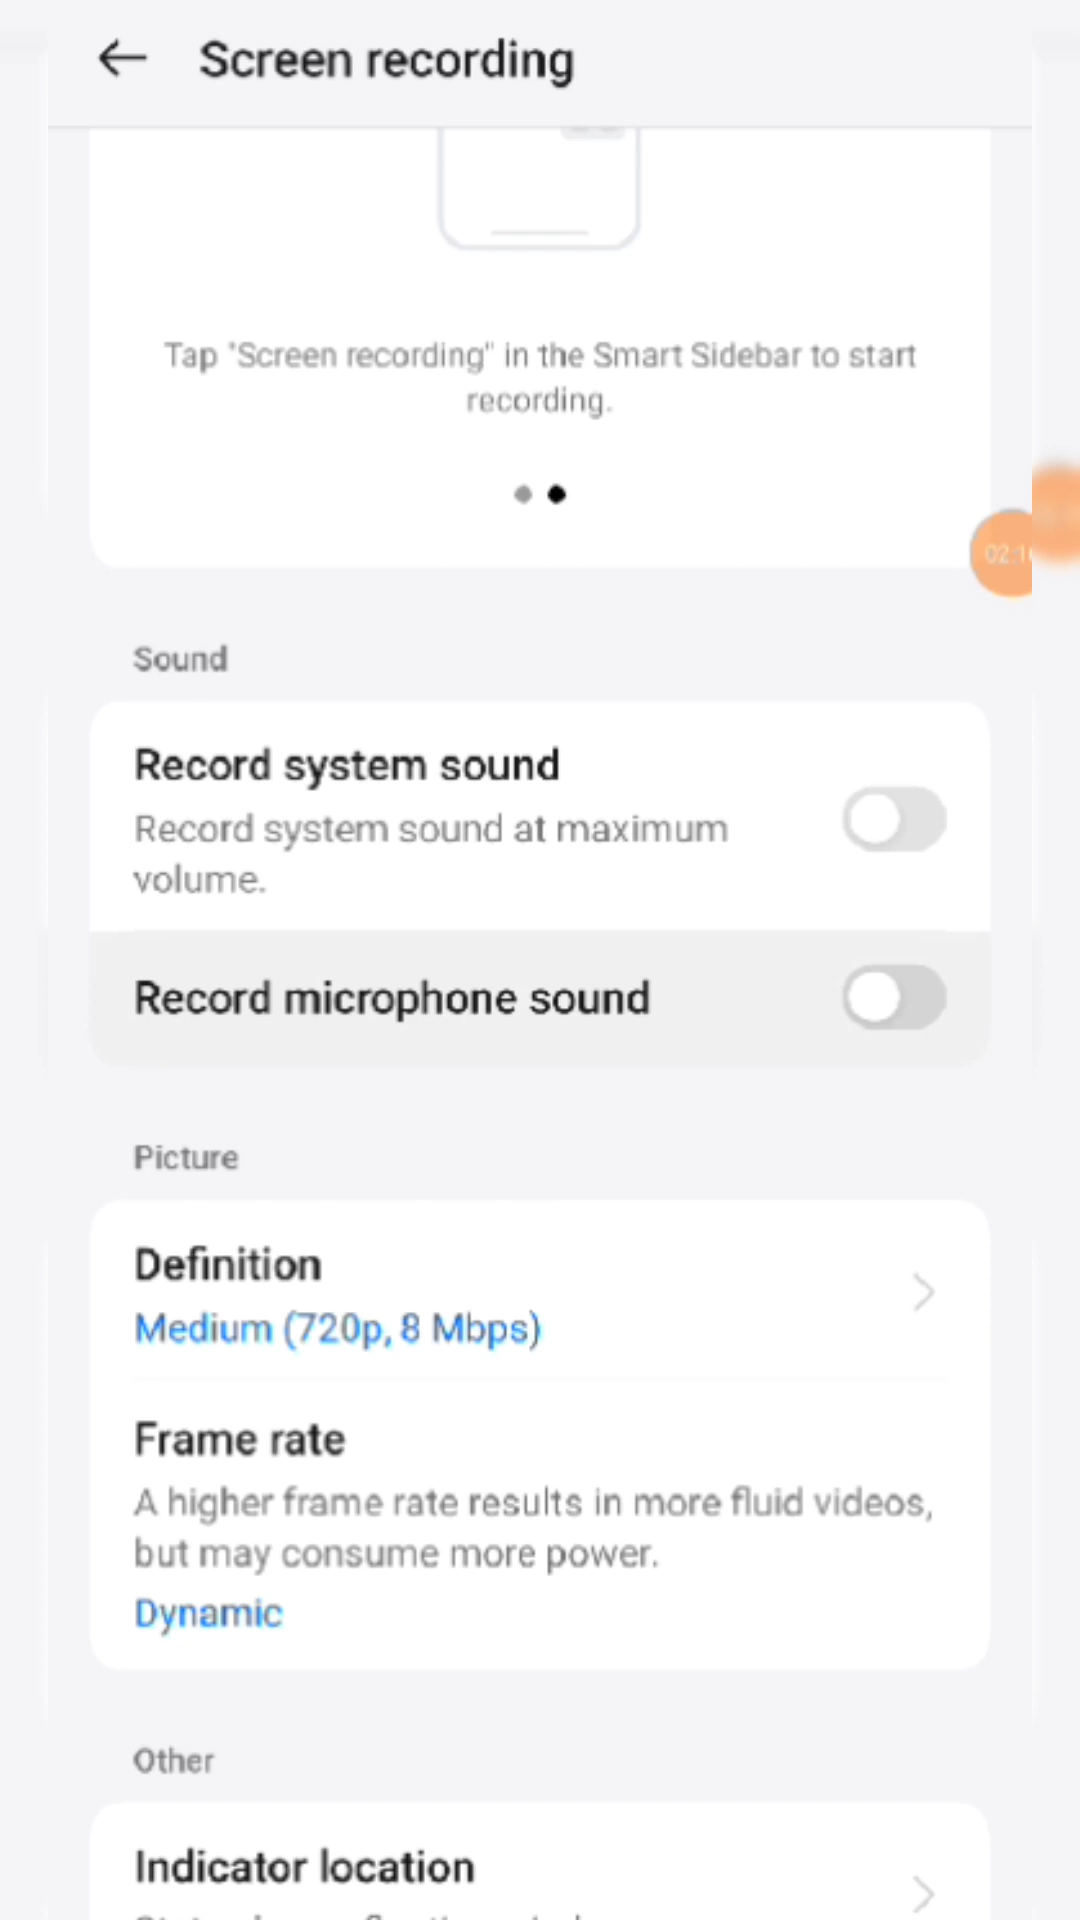 Screen recording
Tap "Screen recording" in the Smart Sidebar to start
recording.
Sound
Record system sound
Record system sound at maximum
volume.
Record microphone sound
Picture
Definition
Medium (720p, 8 Mbps)
Frame rate
A higher frame rate results in more fluid videos,
but may consume more power.
Dynamic
Other
Indicator location